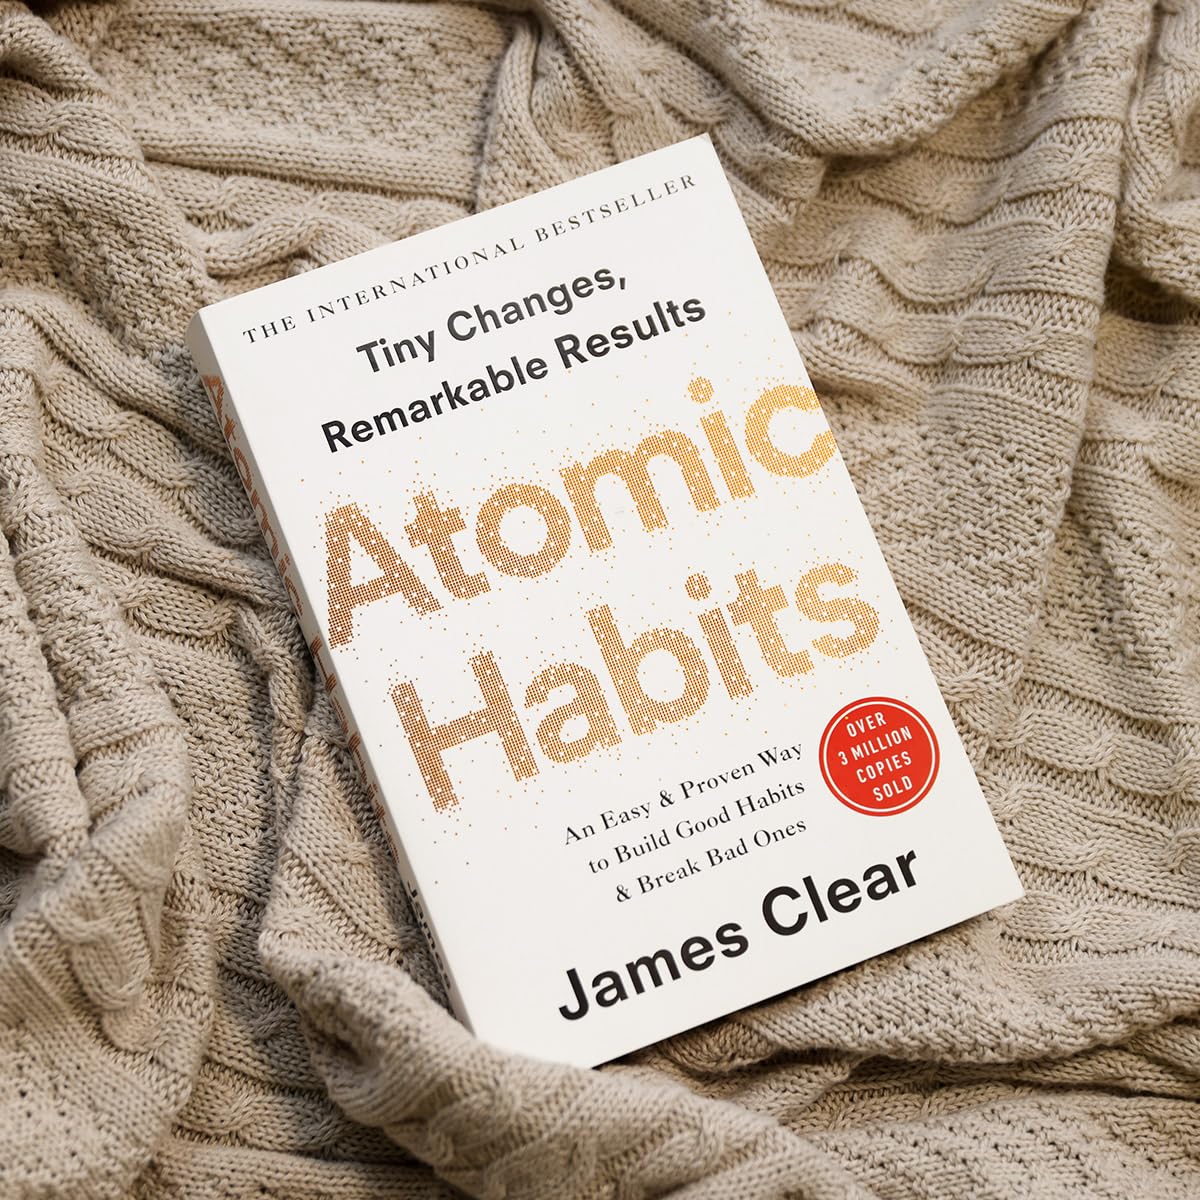 THE INTERNATIONAL BESTSELLER
Tiny Changes,
Remarkable Results
Atomic
Habits
An Easy & Proven Way
to Build Good Habits
& Break Bad Ones
OVER
3 MILLION
COPIES
SOLD
James Clear
Atomic